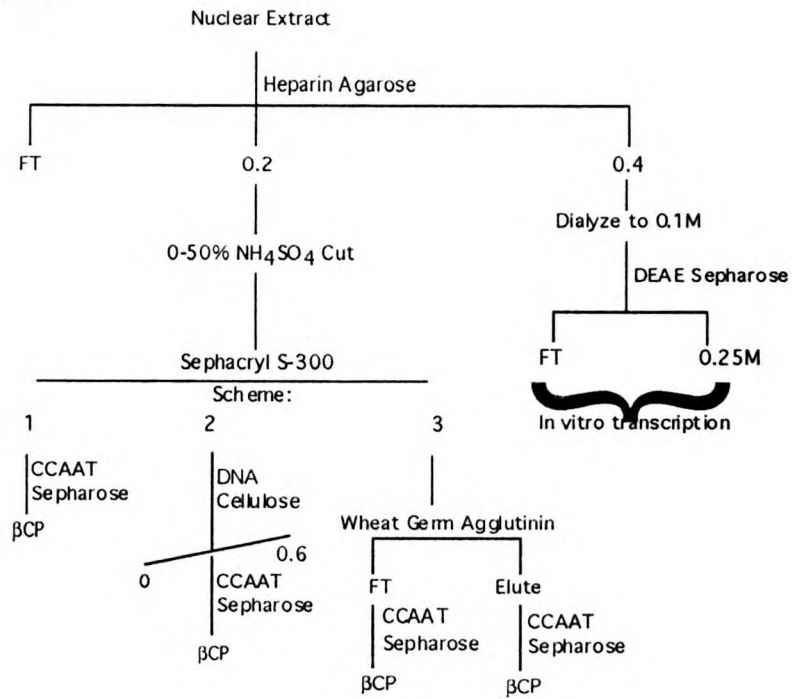 Nuclear Extract
Heparin Agarose
FT
0.2
0.4
Dialyze to 0.1M
0-50% NH4SO4 Cut
DEAE Sepharose
Sephacryl S-300
FT
0.25M
Scheme:
In vitro transcription
1
2
3
CCAAT
Sepharose
DNA
Cellulose
βCP
Wheat Germ Agglutinin
0
0.6
FT
Elute
CCAAT
Sepharose
CCAAT
Sepharose
CCAAT
Sepharose
βCP
βCP
βCP